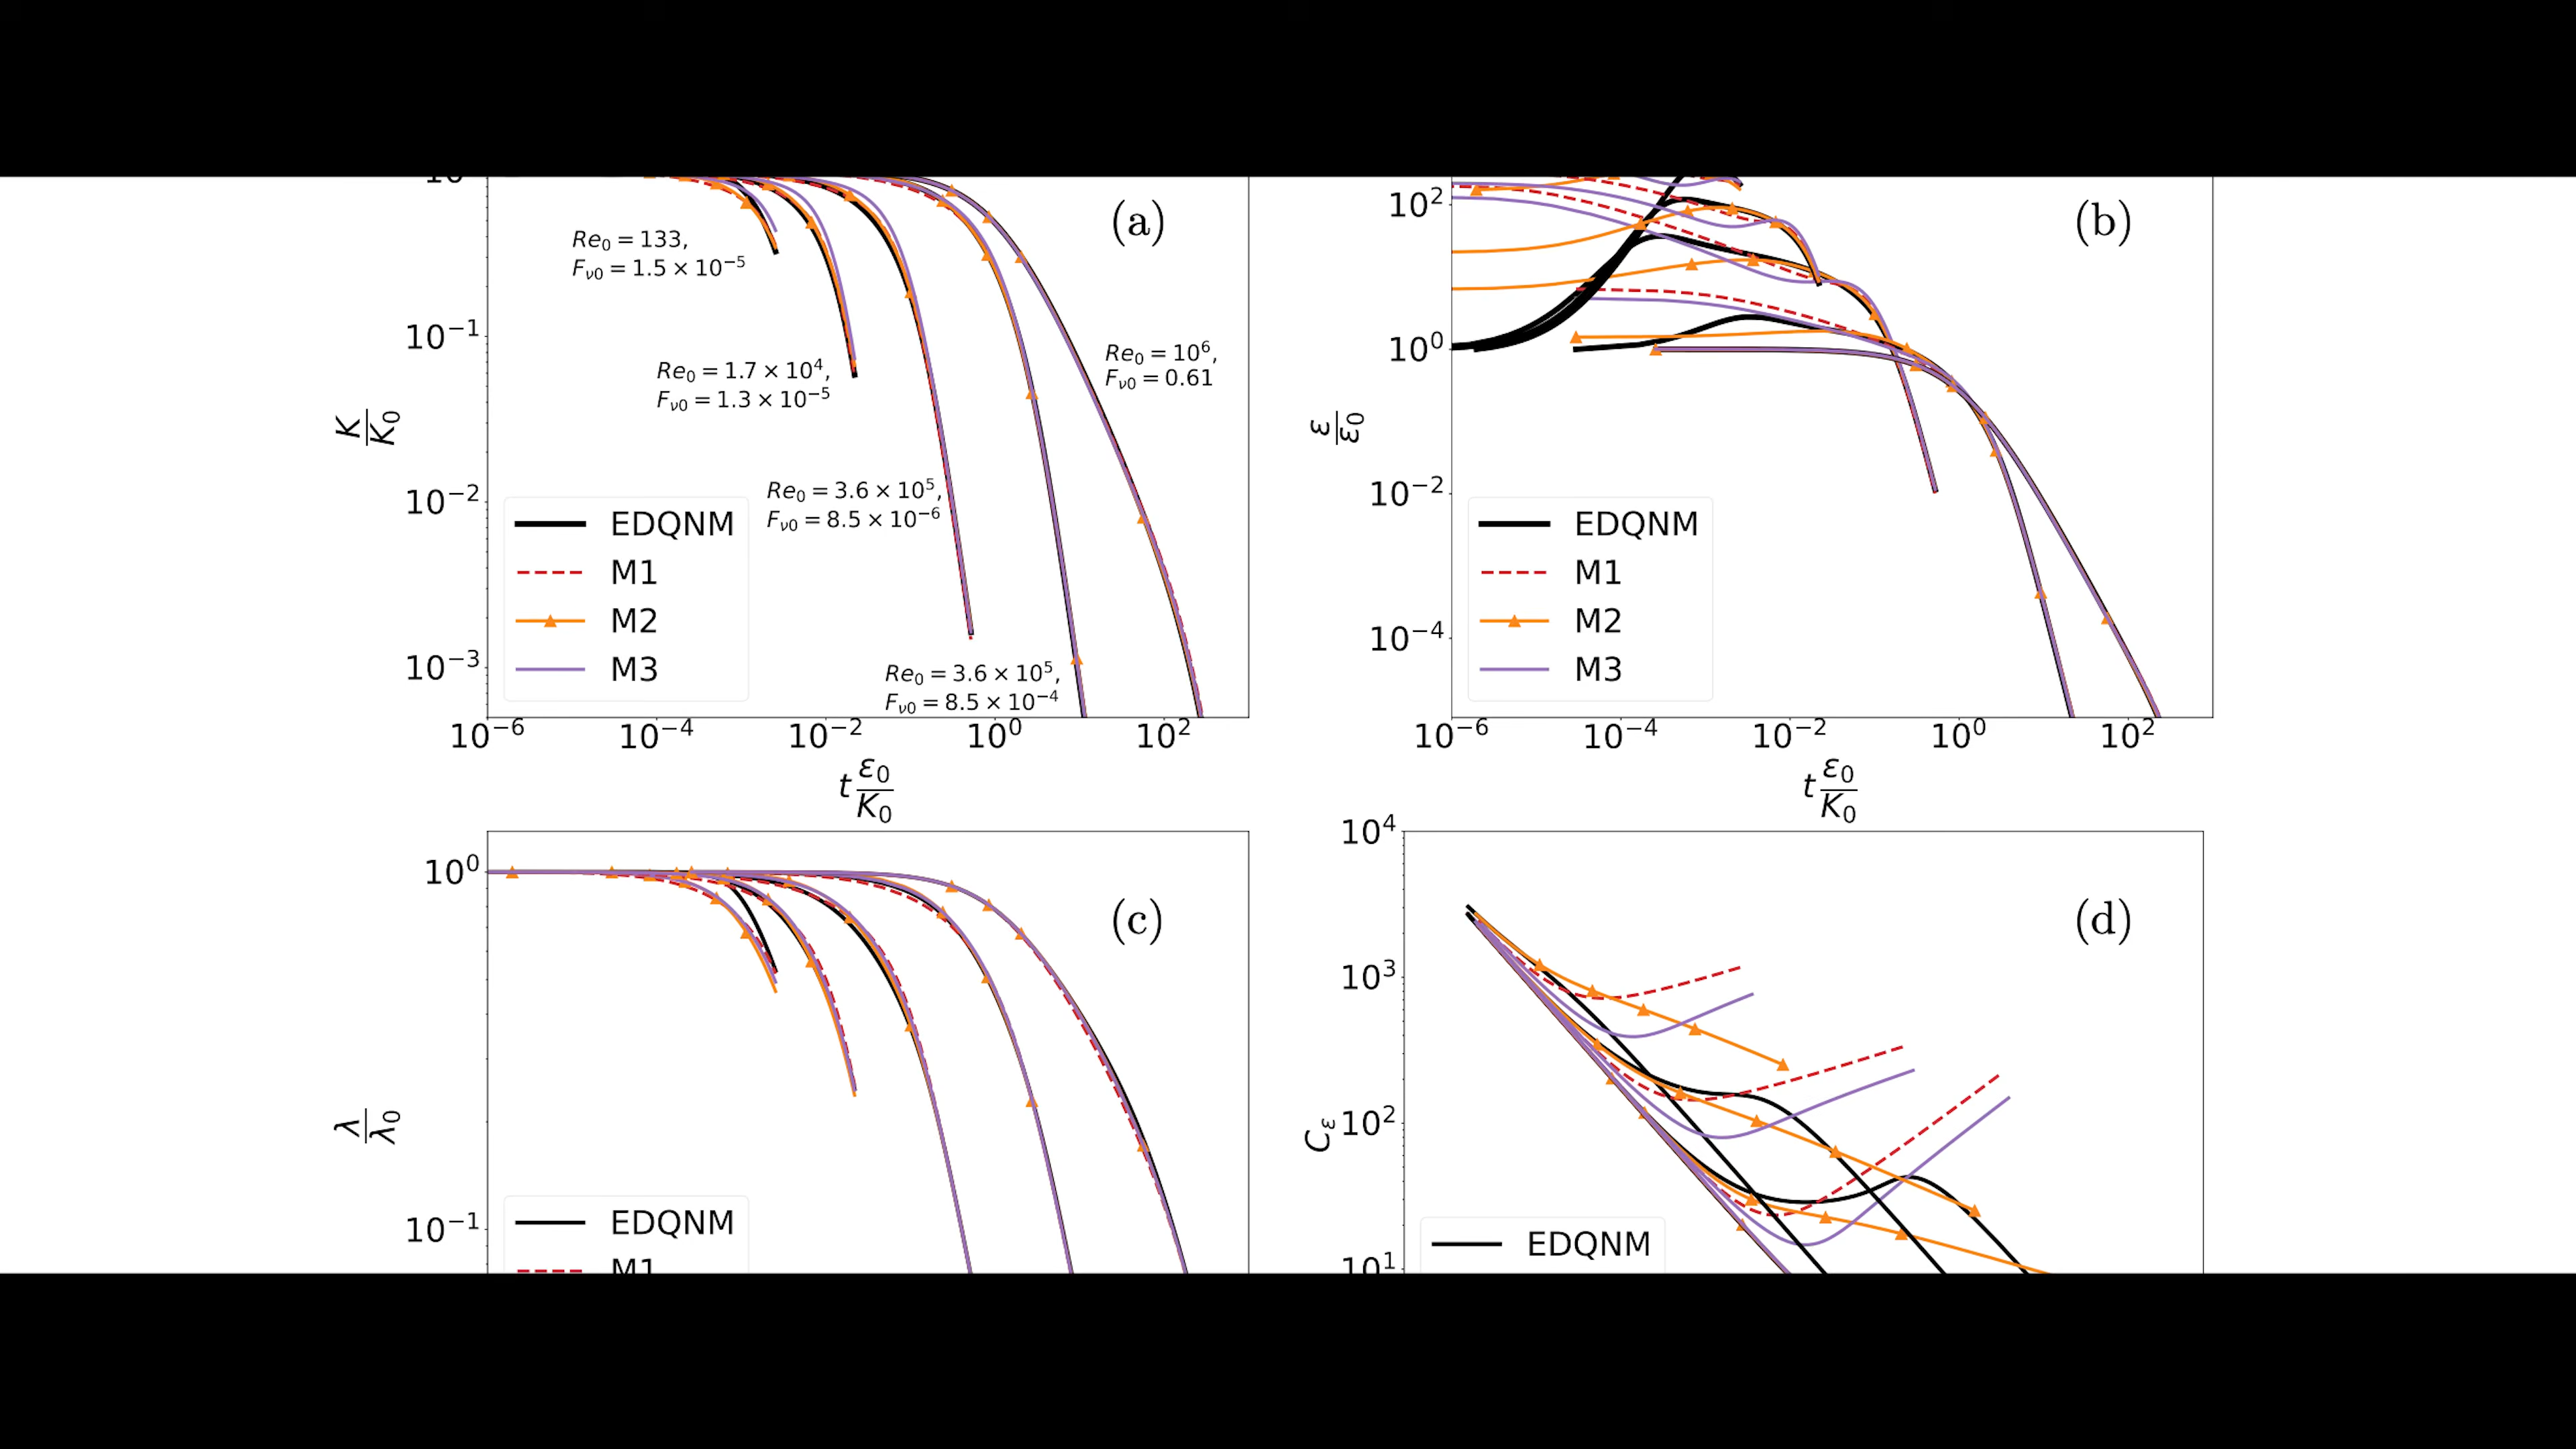 (a)
Re₀ = 133,
F_ν0 = 1.5 × 10⁻⁵
Re₀ = 1.7 × 10⁴,
F_ν0 = 1.3 × 10⁻⁵
Re₀ = 10⁶,
F_ν0 = 0.61
Re₀ = 3.6 × 10⁵,
F_ν0 = 8.5 × 10⁻⁶
Re₀ = 3.6 × 10⁵,
F_ν0 = 8.5 × 10⁻⁴
10⁻¹
10⁻²
10⁻³
K/K₀
EDQNM
M1
M2
M3
10⁻⁶ 10⁻⁴ 10⁻² 10⁰ 10²
t ε₀/K₀
(b)
10²
10⁰
10⁻²
10⁻⁴
ε/ε₀
EDQNM
M1
M2
M3
10⁻⁶ 10⁻⁴ 10⁻² 10⁰ 10²
t ε₀/K₀
(c)
10⁰
10⁻¹
λ/λ₀
EDQNM
M1
(d)
10⁴
10³
10²
10¹
C_ε
EDQNM